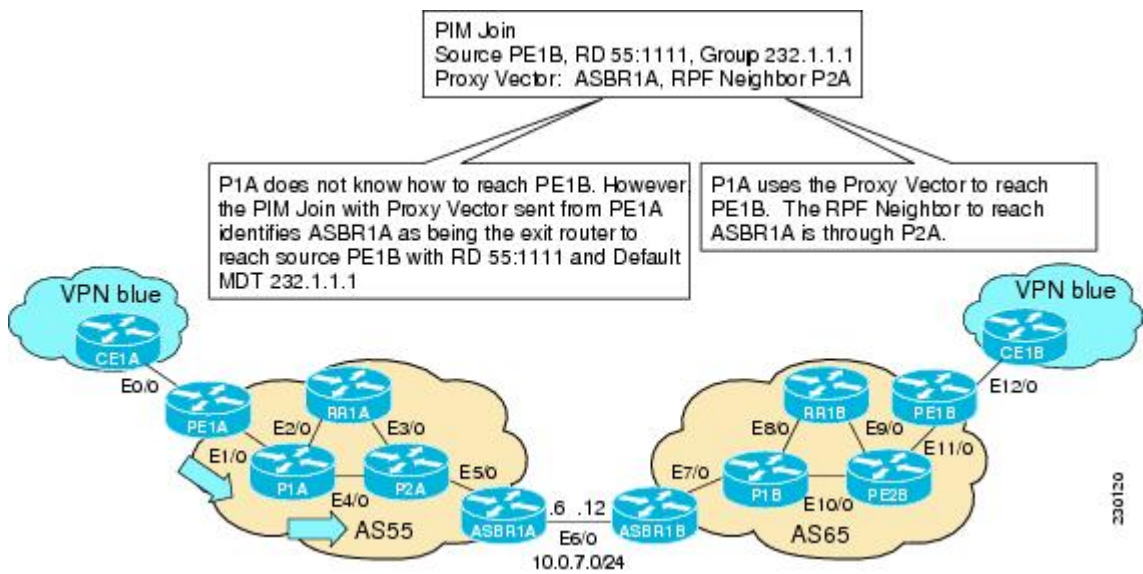 PIM Join
Source PE1B, RD 55:1111, Group 232.1.1.1
Proxy Vector: ASBR1A, RPF Neighbor P2A
P1A does not know how to reach PE1B. However,
the PIM Join with Proxy Vector sent from PE1A
identifies ASBR1A as being the exit router to
reach source PE1B with RD 55:1111 and Default
MDT 232.1.1.1
P1A uses the Proxy Vector to reach
PE1B. The RPF Neighbor to reach
ASBR1A is through P2A.
VPN blue
CE1A
E0/0
PE1A
E1/0
RR1A
E2/0
E3/0
P1A
P2A
E4/0
E5/0
AS55
ASBR1A
.6 .12
E6/0
10.0.7.0/24
ASBR1B
E7/0
P1B
E8/0
RR1B
E9/0
PE1B
E10/0
PE2B
E11/0
AS65
VPN blue
CE1B
E12/0
230120